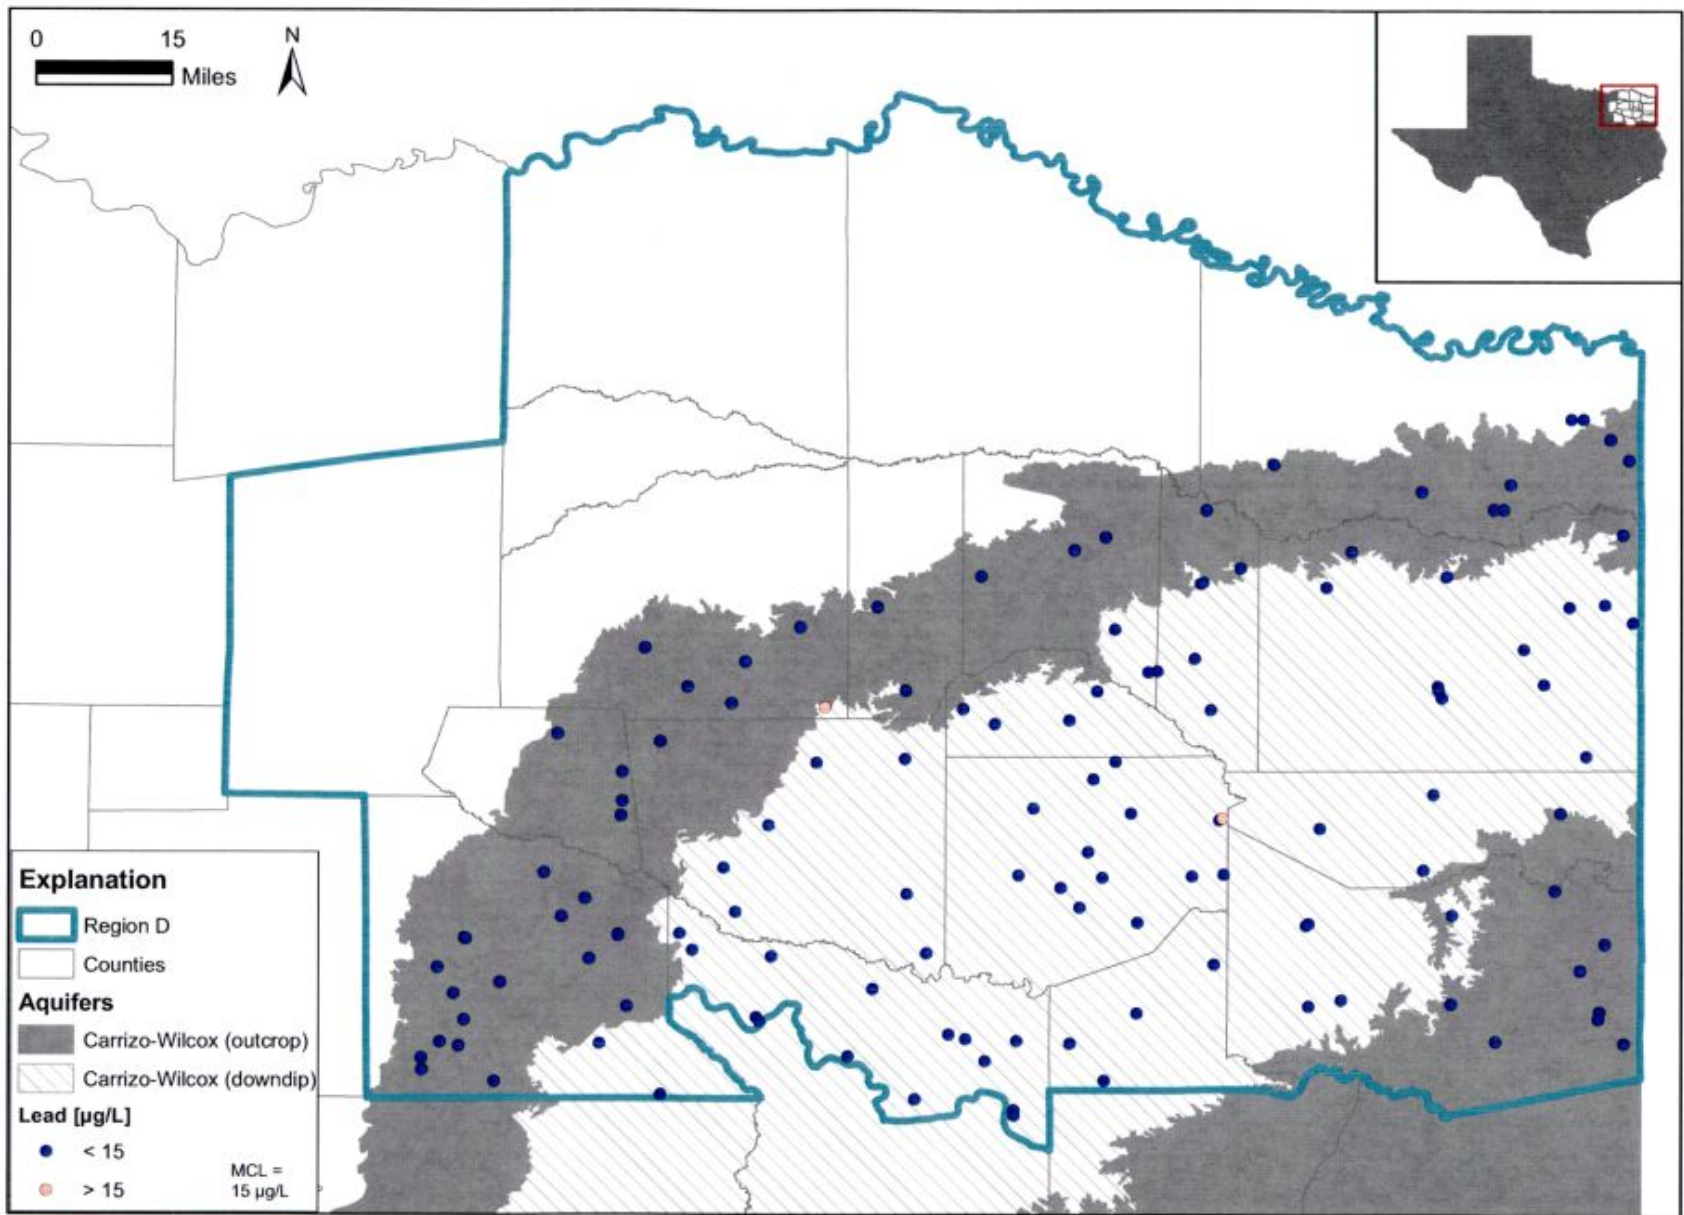 0 15
Miles
N
Explanation
Region D
Counties
Aquifers
Carrizo-Wilcox (outcrop)
Carrizo-Wilcox (downdip)
Lead [µg/L]
< 15
> 15
MCL =
15 µg/L